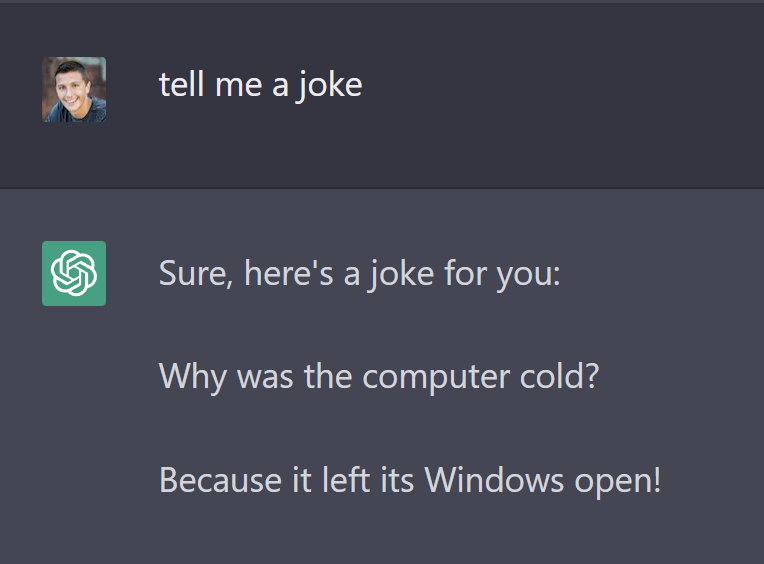 tell me a joke
Sure, here's a joke for you:
Why was the computer cold?
Because it left its Windows open!